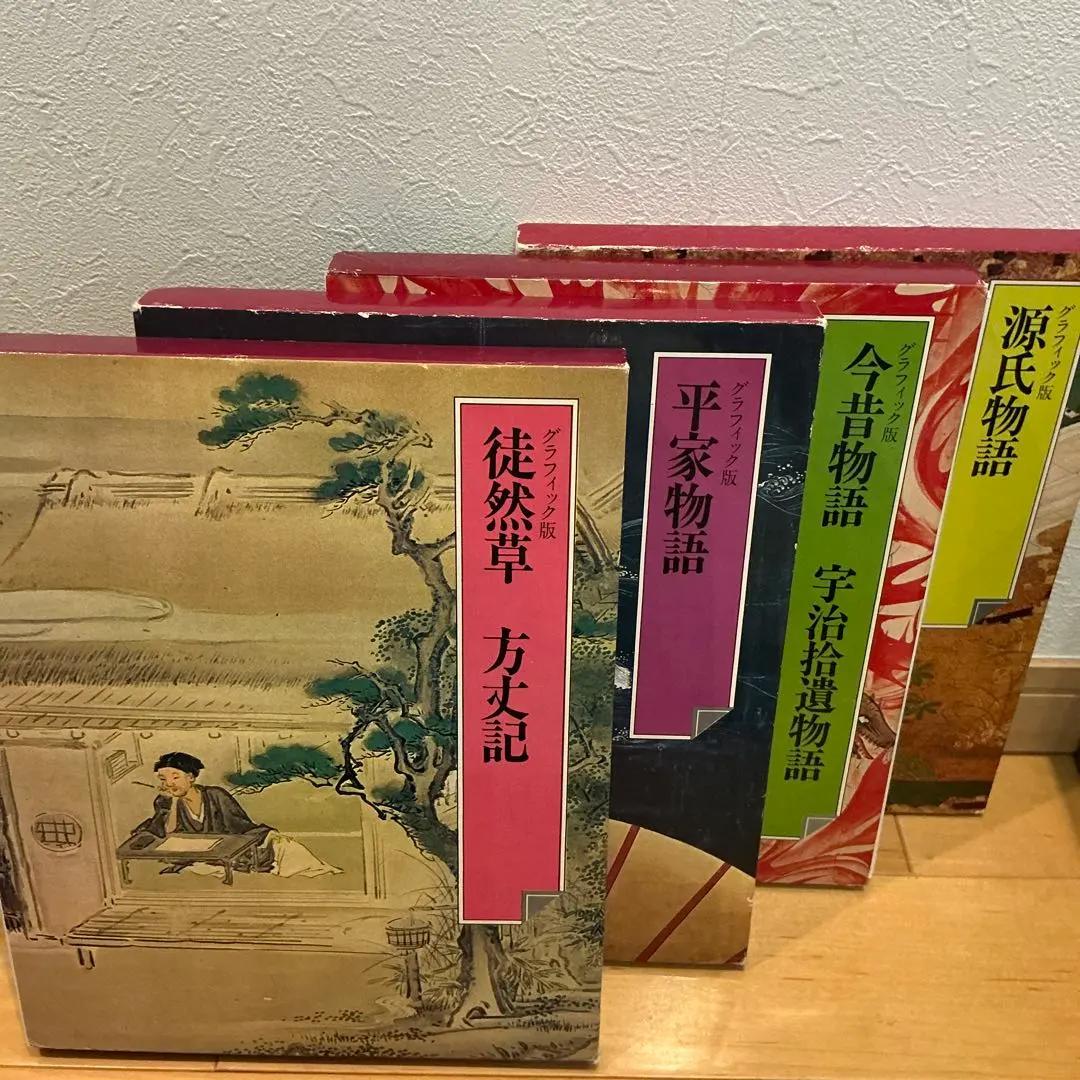 グラフィック版
徒然草 方丈記
グラフィック版
平家物語
グラフィック版
今昔物語 宇治拾遺物語
グラフィック版
源氏物語